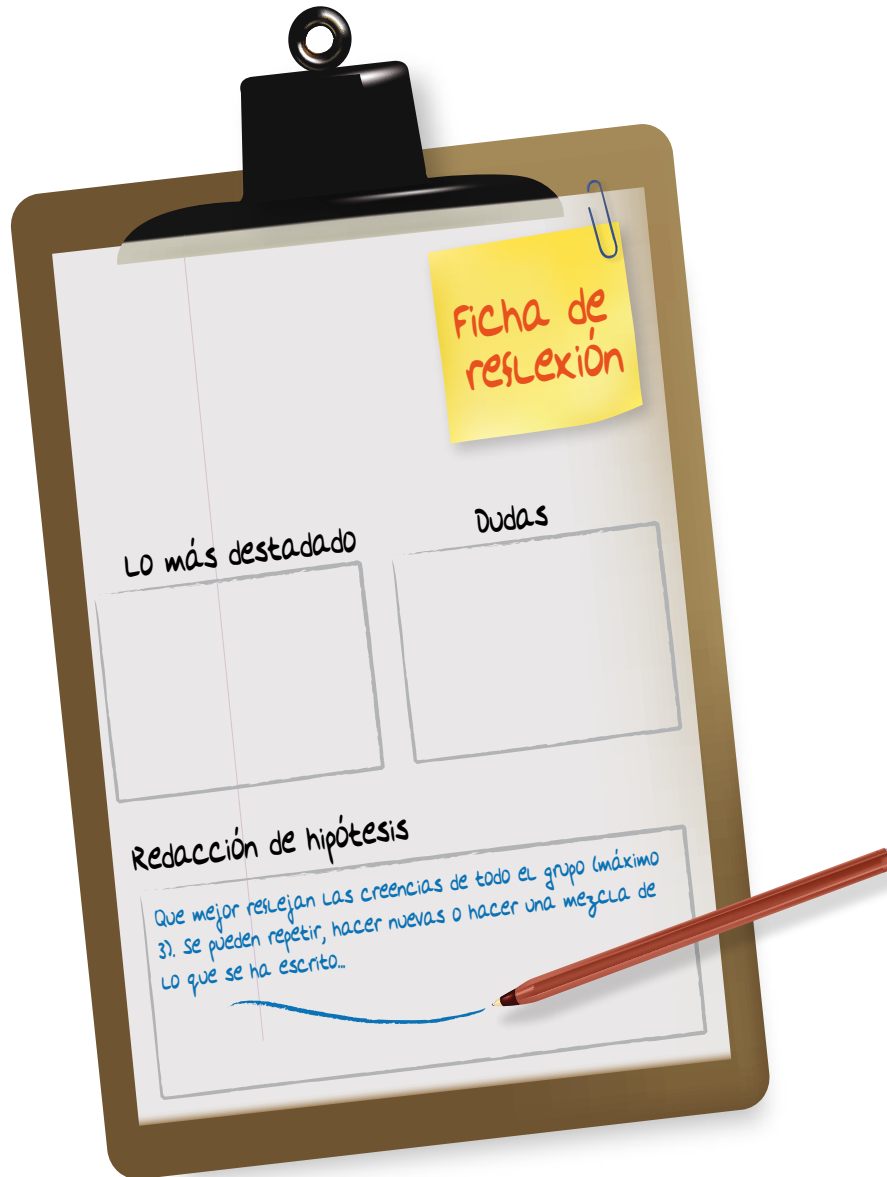 Ficha de
reflexión
Lo más destadado
Dudas
Redacción de hipótesis
Que mejor reflejan las creencias de todo el grupo (máximo
3). Se pueden repetir, hacer nuevas o hacer una mezcla de
lo que se ha escrito...